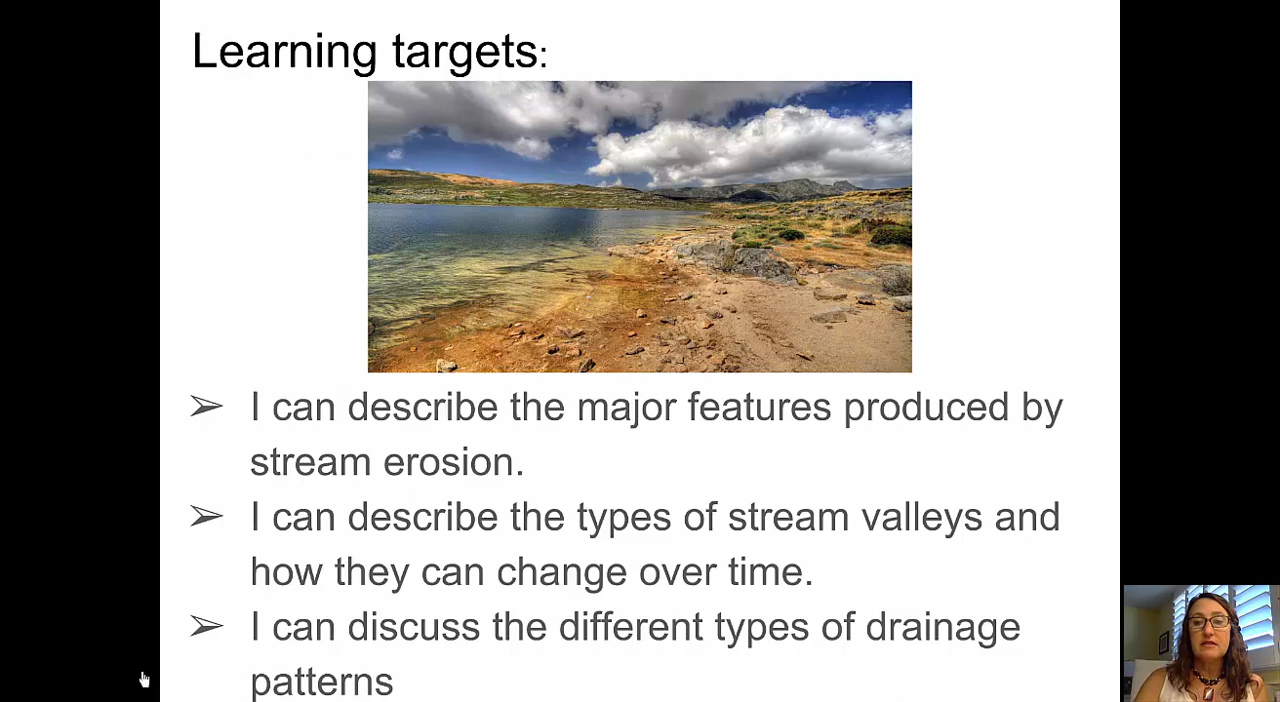 Learning targets:
➢ I can describe the major features produced by
stream erosion.
➢ I can describe the types of stream valleys and
how they can change over time.
➢ I can discuss the different types of drainage
patterns